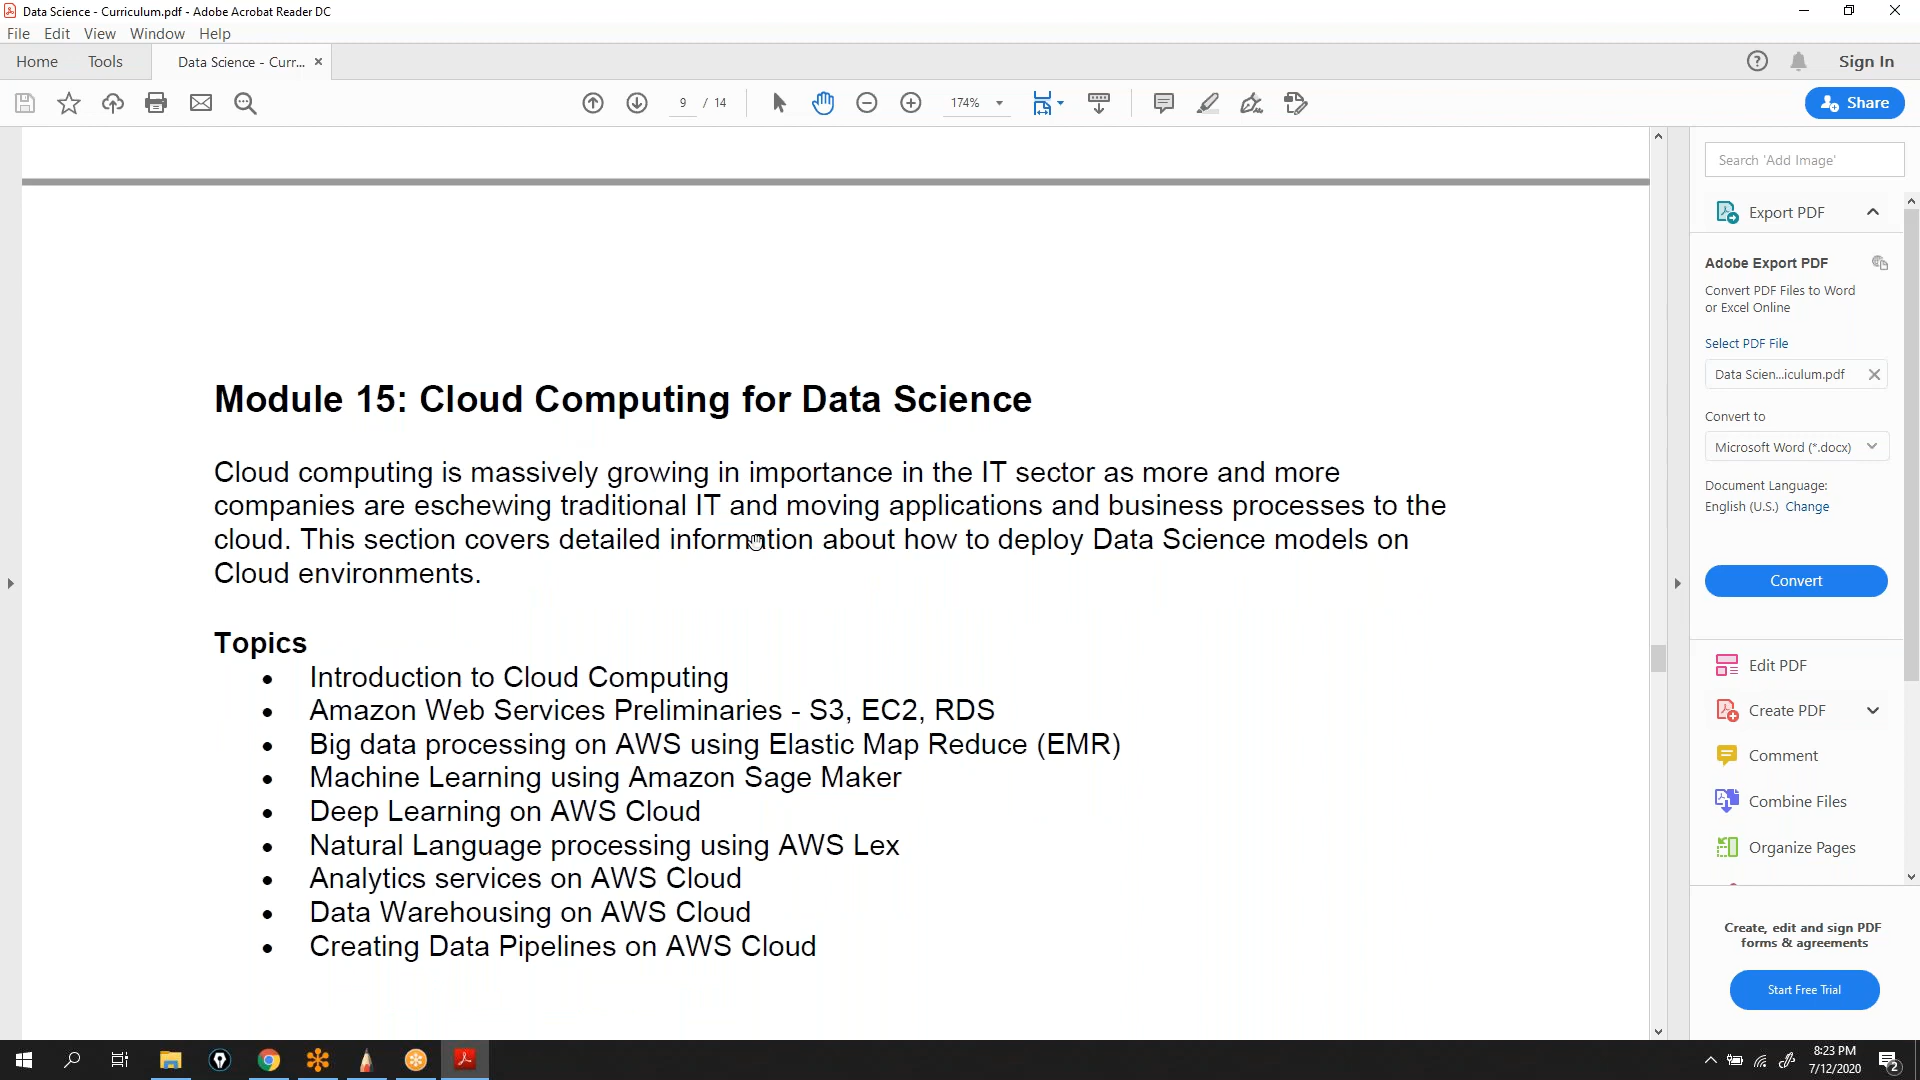 Data Science - Curriculum.pdf - Adobe Acrobat Reader DC
File Edit View Window Help
Home Tools Data Science - Curr... × Sign In
9 / 14 174% Share
Search 'Add Image'
Export PDF
Adobe Export PDF
Convert PDF Files to Word
or Excel Online
Select PDF File
Data Scien...iculum.pdf
Convert to
Microsoft Word (*.docx)
Document Language:
English (U.S.) Change
Convert
Edit PDF
Create PDF
Comment
Combine Files
Organize Pages
Create, edit and sign PDF
forms & agreements
Start Free Trial
Module 15: Cloud Computing for Data Science
Cloud computing is massively growing in importance in the IT sector as more and more
companies are eschewing traditional IT and moving applications and business processes to the
cloud. This section covers detailed information about how to deploy Data Science models on
Cloud environments.
Topics
• Introduction to Cloud Computing
• Amazon Web Services Preliminaries - S3, EC2, RDS
• Big data processing on AWS using Elastic Map Reduce (EMR)
• Machine Learning using Amazon Sage Maker
• Deep Learning on AWS Cloud
• Natural Language processing using AWS Lex
• Analytics services on AWS Cloud
• Data Warehousing on AWS Cloud
• Creating Data Pipelines on AWS Cloud
8:23 PM
7/12/2020
2